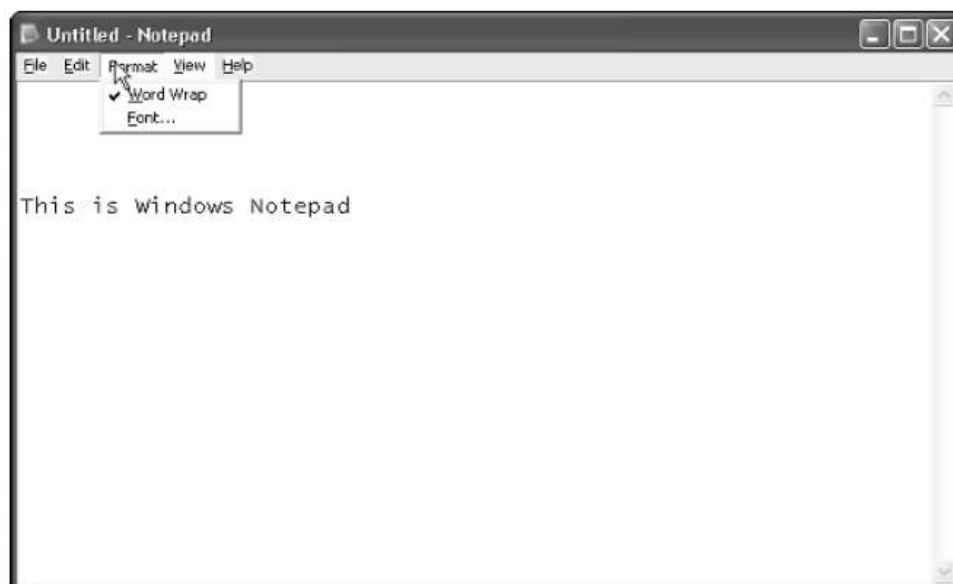 Untitled - Notepad
File Edit Format View Help
Word Wrap
Font...
This is Windows Notepad